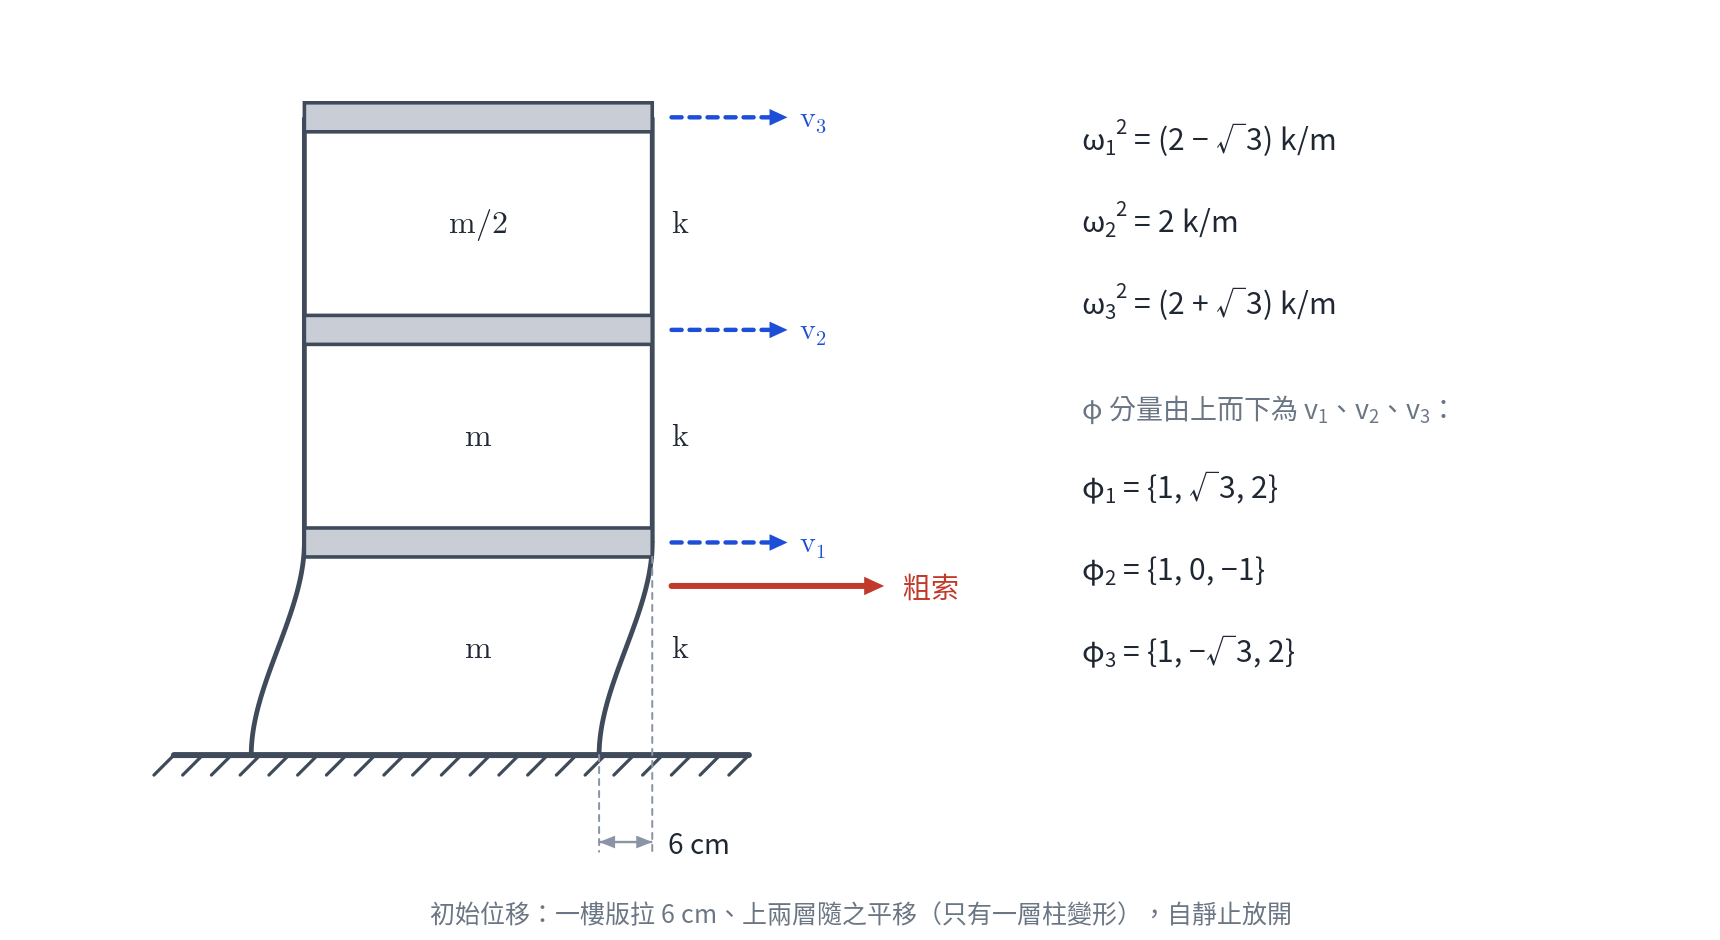 v₃
m/2
k
v₂
m
k
v₁
粗索
m
k
6 cm
ω₁² = (2 − √3) k/m
ω₂² = 2 k/m
ω₃² = (2 + √3) k/m
ϕ 分量由上而下為 v₁、v₂、v₃：
ϕ₁ = {1, √3, 2}
ϕ₂ = {1, 0, −1}
ϕ₃ = {1, −√3, 2}
初始位移：一樓版拉 6 cm、上兩層隨之平移（只有一層柱變形），自靜止放開